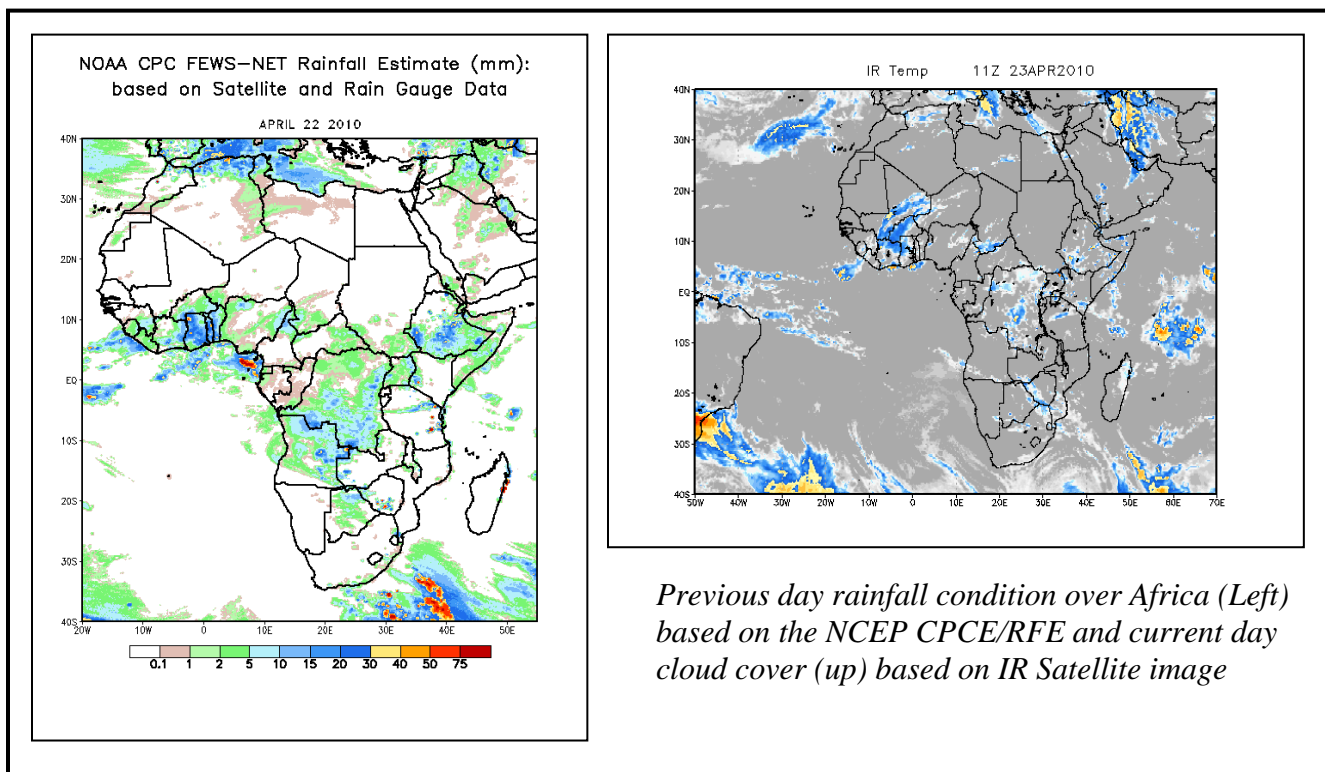 NOAA CPC FEWS-NET Rainfall Estimate (mm):
based on Satellite and Rain Gauge Data
APRIL 22 2010
40N
30N
20N
10N
EQ
10S
20S
30S
40S
20W 10W 0 10E 20E 30E 40E 50E
0.1 1 2 5 10 15 20 30 40 50 75
IR Temp 11Z 23APR2010
40N
30N
20N
10N
EQ
10S
20S
30S
40S
50W 40W 30W 20W 10W 0 10E 20E 30E 40E 50E 60E 70E
Previous day rainfall condition over Africa (Left)
based on the NCEP CPCE/RFE and current day
cloud cover (up) based on IR Satellite image